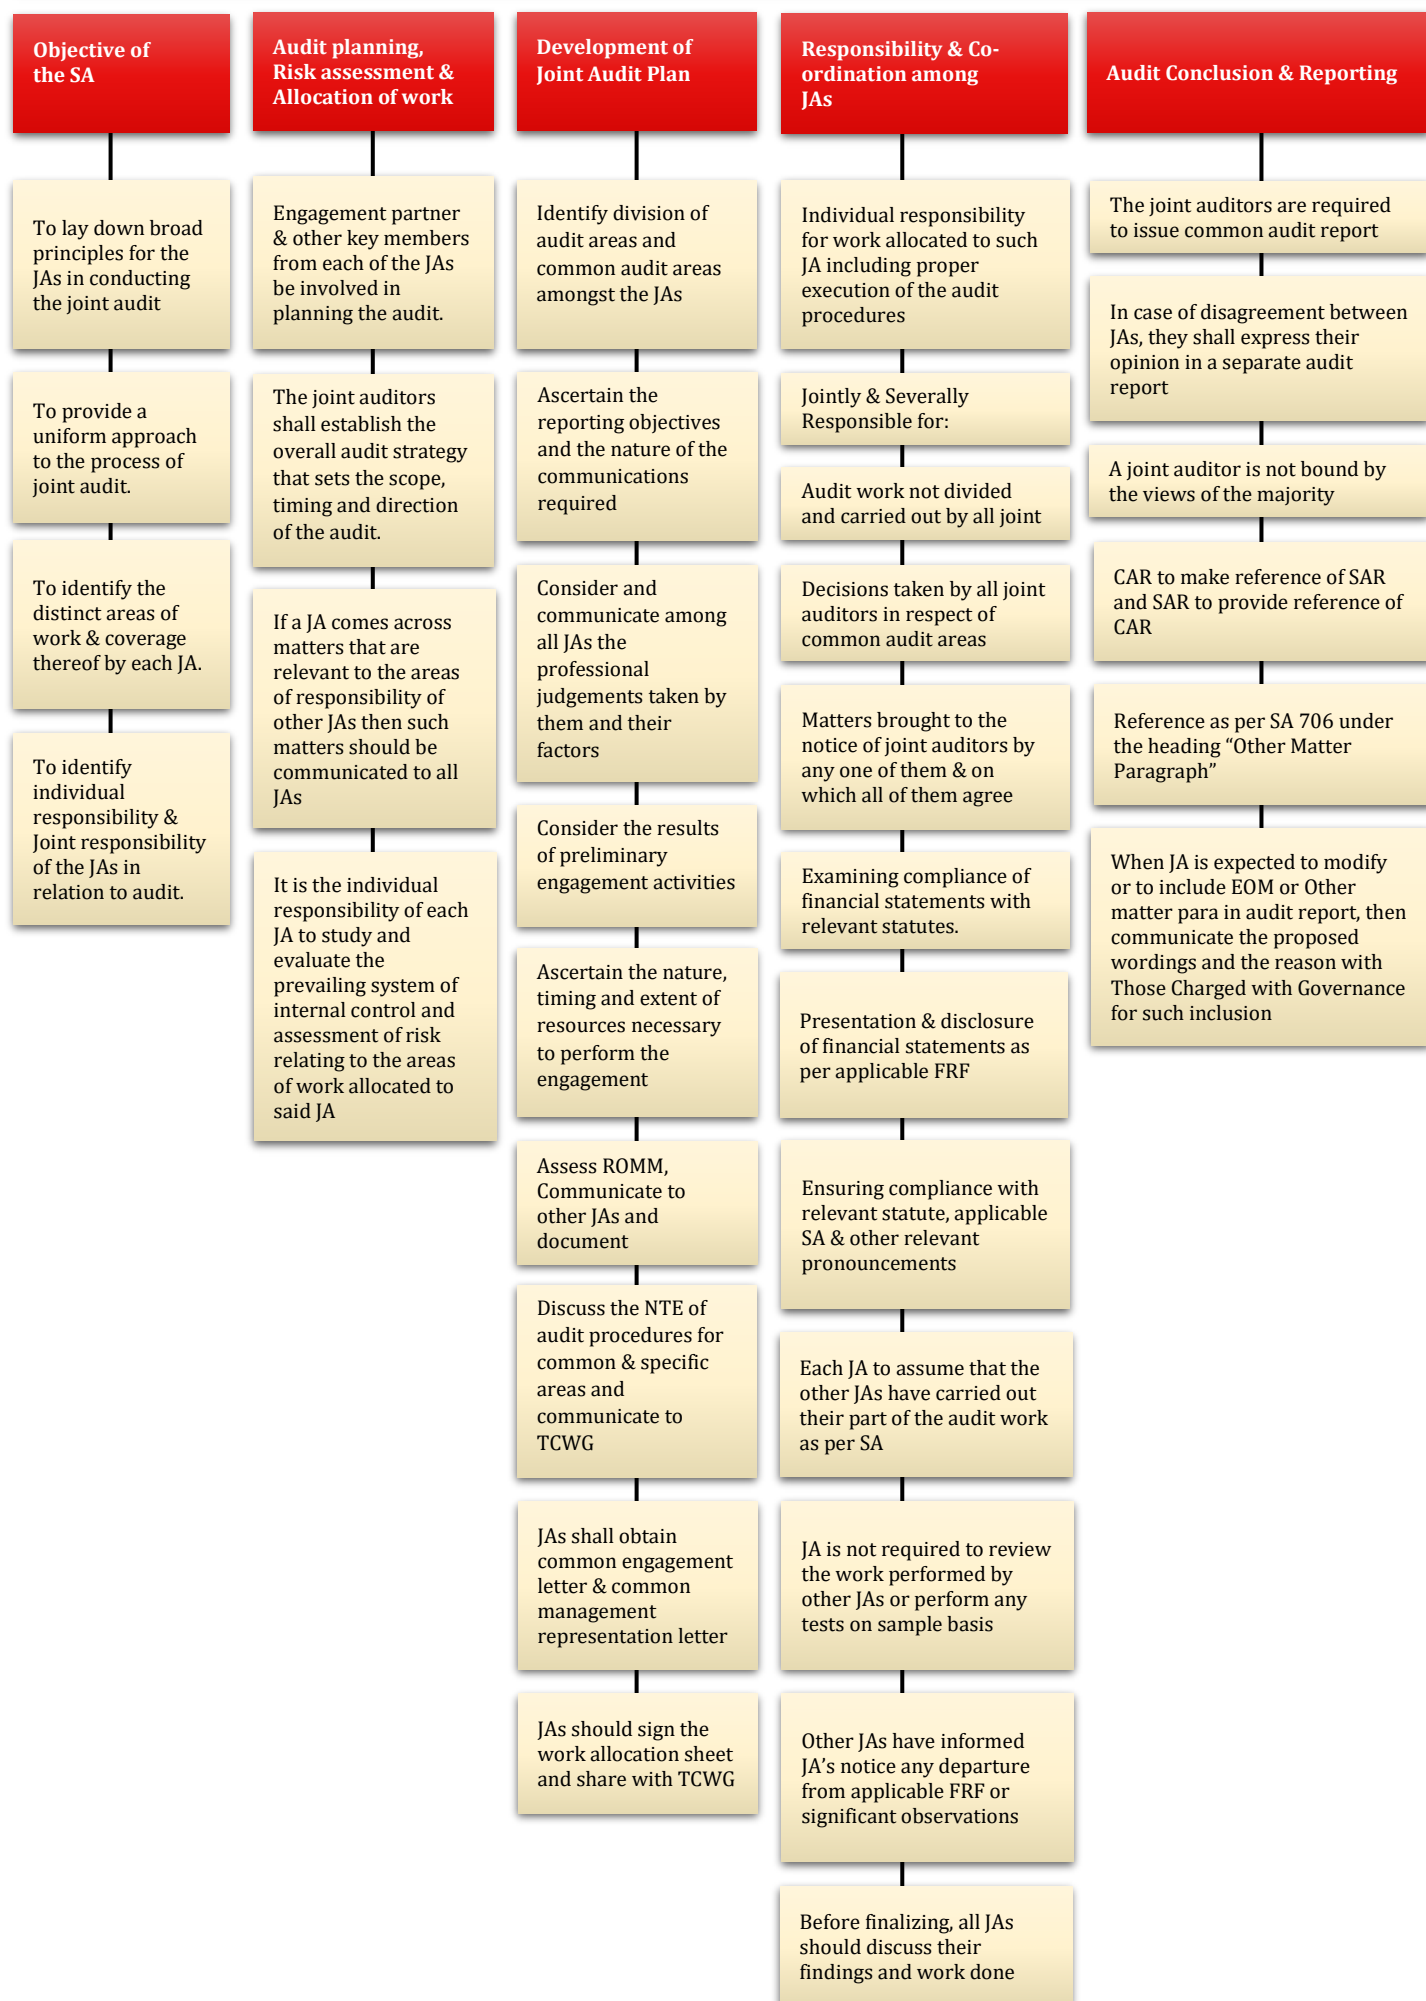 Objective of
the SA
To lay down broad
principles for the
JAs in conducting
the joint audit
To provide a
uniform approach
to the process of
joint audit.
To identify the
distinct areas of
work & coverage
thereof by each JA.
To identify
individual
responsibility &
Joint responsibility
of the JAs in
relation to audit.
Audit planning,
Risk assessment &
Allocation of work
Engagement partner
& other key members
from each of the JAs
be involved in
planning the audit.
The joint auditors
shall establish the
overall audit strategy
that sets the scope,
timing and direction
of the audit.
If a JA comes across
matters that are
relevant to the areas
of responsibility of
other JAs then such
matters should be
communicated to all
JAs
It is the individual
responsibility of each
JA to study and
evaluate the
prevailing system of
internal control and
assessment of risk
relating to the areas
of work allocated to
said JA
Development of
Joint Audit Plan
Identify division of
audit areas and
common audit areas
amongst the JAs
Ascertain the
reporting objectives
and the nature of the
communications
required
Consider and
communicate among
all JAs the
professional
judgements taken by
them and their
factors
Consider the results
of preliminary
engagement activities
Ascertain the nature,
timing and extent of
resources necessary
to perform the
engagement
Assess ROMM,
Communicate to
other JAs and
document
Discuss the NTE of
audit procedures for
common & specific
areas and
communicate to
TCWG
JAs shall obtain
common engagement
letter & common
management
representation letter
JAs should sign the
work allocation sheet
and share with TCWG
Responsibility & Co-
ordination among
JAs
Individual responsibility
for work allocated to such
JA including proper
execution of the audit
procedures
Jointly & Severally
Responsible for:
Audit work not divided
and carried out by all joint
Decisions taken by all joint
auditors in respect of
common audit areas
Matters brought to the
notice of joint auditors by
any one of them & on
which all of them agree
Examining compliance of
financial statements with
relevant statutes.
Presentation & disclosure
of financial statements as
per applicable FRF
Ensuring compliance with
relevant statute, applicable
SA & other relevant
pronouncements
Each JA to assume that the
other JAs have carried out
their part of the audit work
as per SA
JA is not required to review
the work performed by
other JAs or perform any
tests on sample basis
Other JAs have informed
JA's notice any departure
from applicable FRF or
significant observations
Before finalizing, all JAs
should discuss their
findings and work done
Audit Conclusion & Reporting
The joint auditors are required
to issue common audit report
In case of disagreement between
JAs, they shall express their
opinion in a separate audit
report
A joint auditor is not bound by
the views of the majority
CAR to make reference of SAR
and SAR to provide reference of
CAR
Reference as per SA 706 under
the heading “Other Matter
Paragraph”
When JA is expected to modify
or to include EOM or Other
matter para in audit report, then
communicate the proposed
wordings and the reason with
Those Charged with Governance
for such inclusion